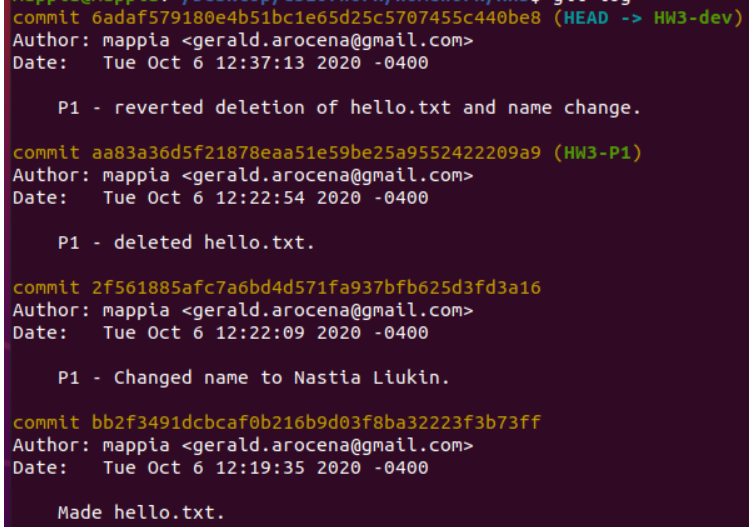 commit 6adaf579180e4b51bc1e65d25c5707455c440be8 (HEAD -> HW3-dev)
Author: mappia <gerald.arocena@gmail.com>
Date:   Tue Oct 6 12:37:13 2020 -0400
P1 - reverted deletion of hello.txt and name change.
commit aa83a36d5f21878eaa51e59be25a9552422209a9 (HW3-P1)
Author: mappia <gerald.arocena@gmail.com>
Date:   Tue Oct 6 12:22:54 2020 -0400
P1 - deleted hello.txt.
commit 2f561885afc7a6bd4d571fa937bfb625d3fd3a16
Author: mappia <gerald.arocena@gmail.com>
Date:   Tue Oct 6 12:22:09 2020 -0400
P1 - Changed name to Nastia Liukin.
commit bb2f3491dcbcaf0b216b9d03f8ba32223f3b73ff
Author: mappia <gerald.arocena@gmail.com>
Date:   Tue Oct 6 12:19:35 2020 -0400
Made hello.txt.